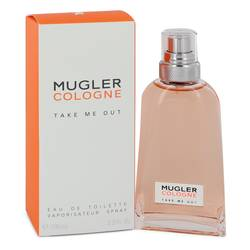 MUGLER
COLOGNE
TAKE ME OUT
EAU DE TOILETTE
VAPORISATEUR SPRAY
MUGLER
COLOGNE
TAKE ME OUT